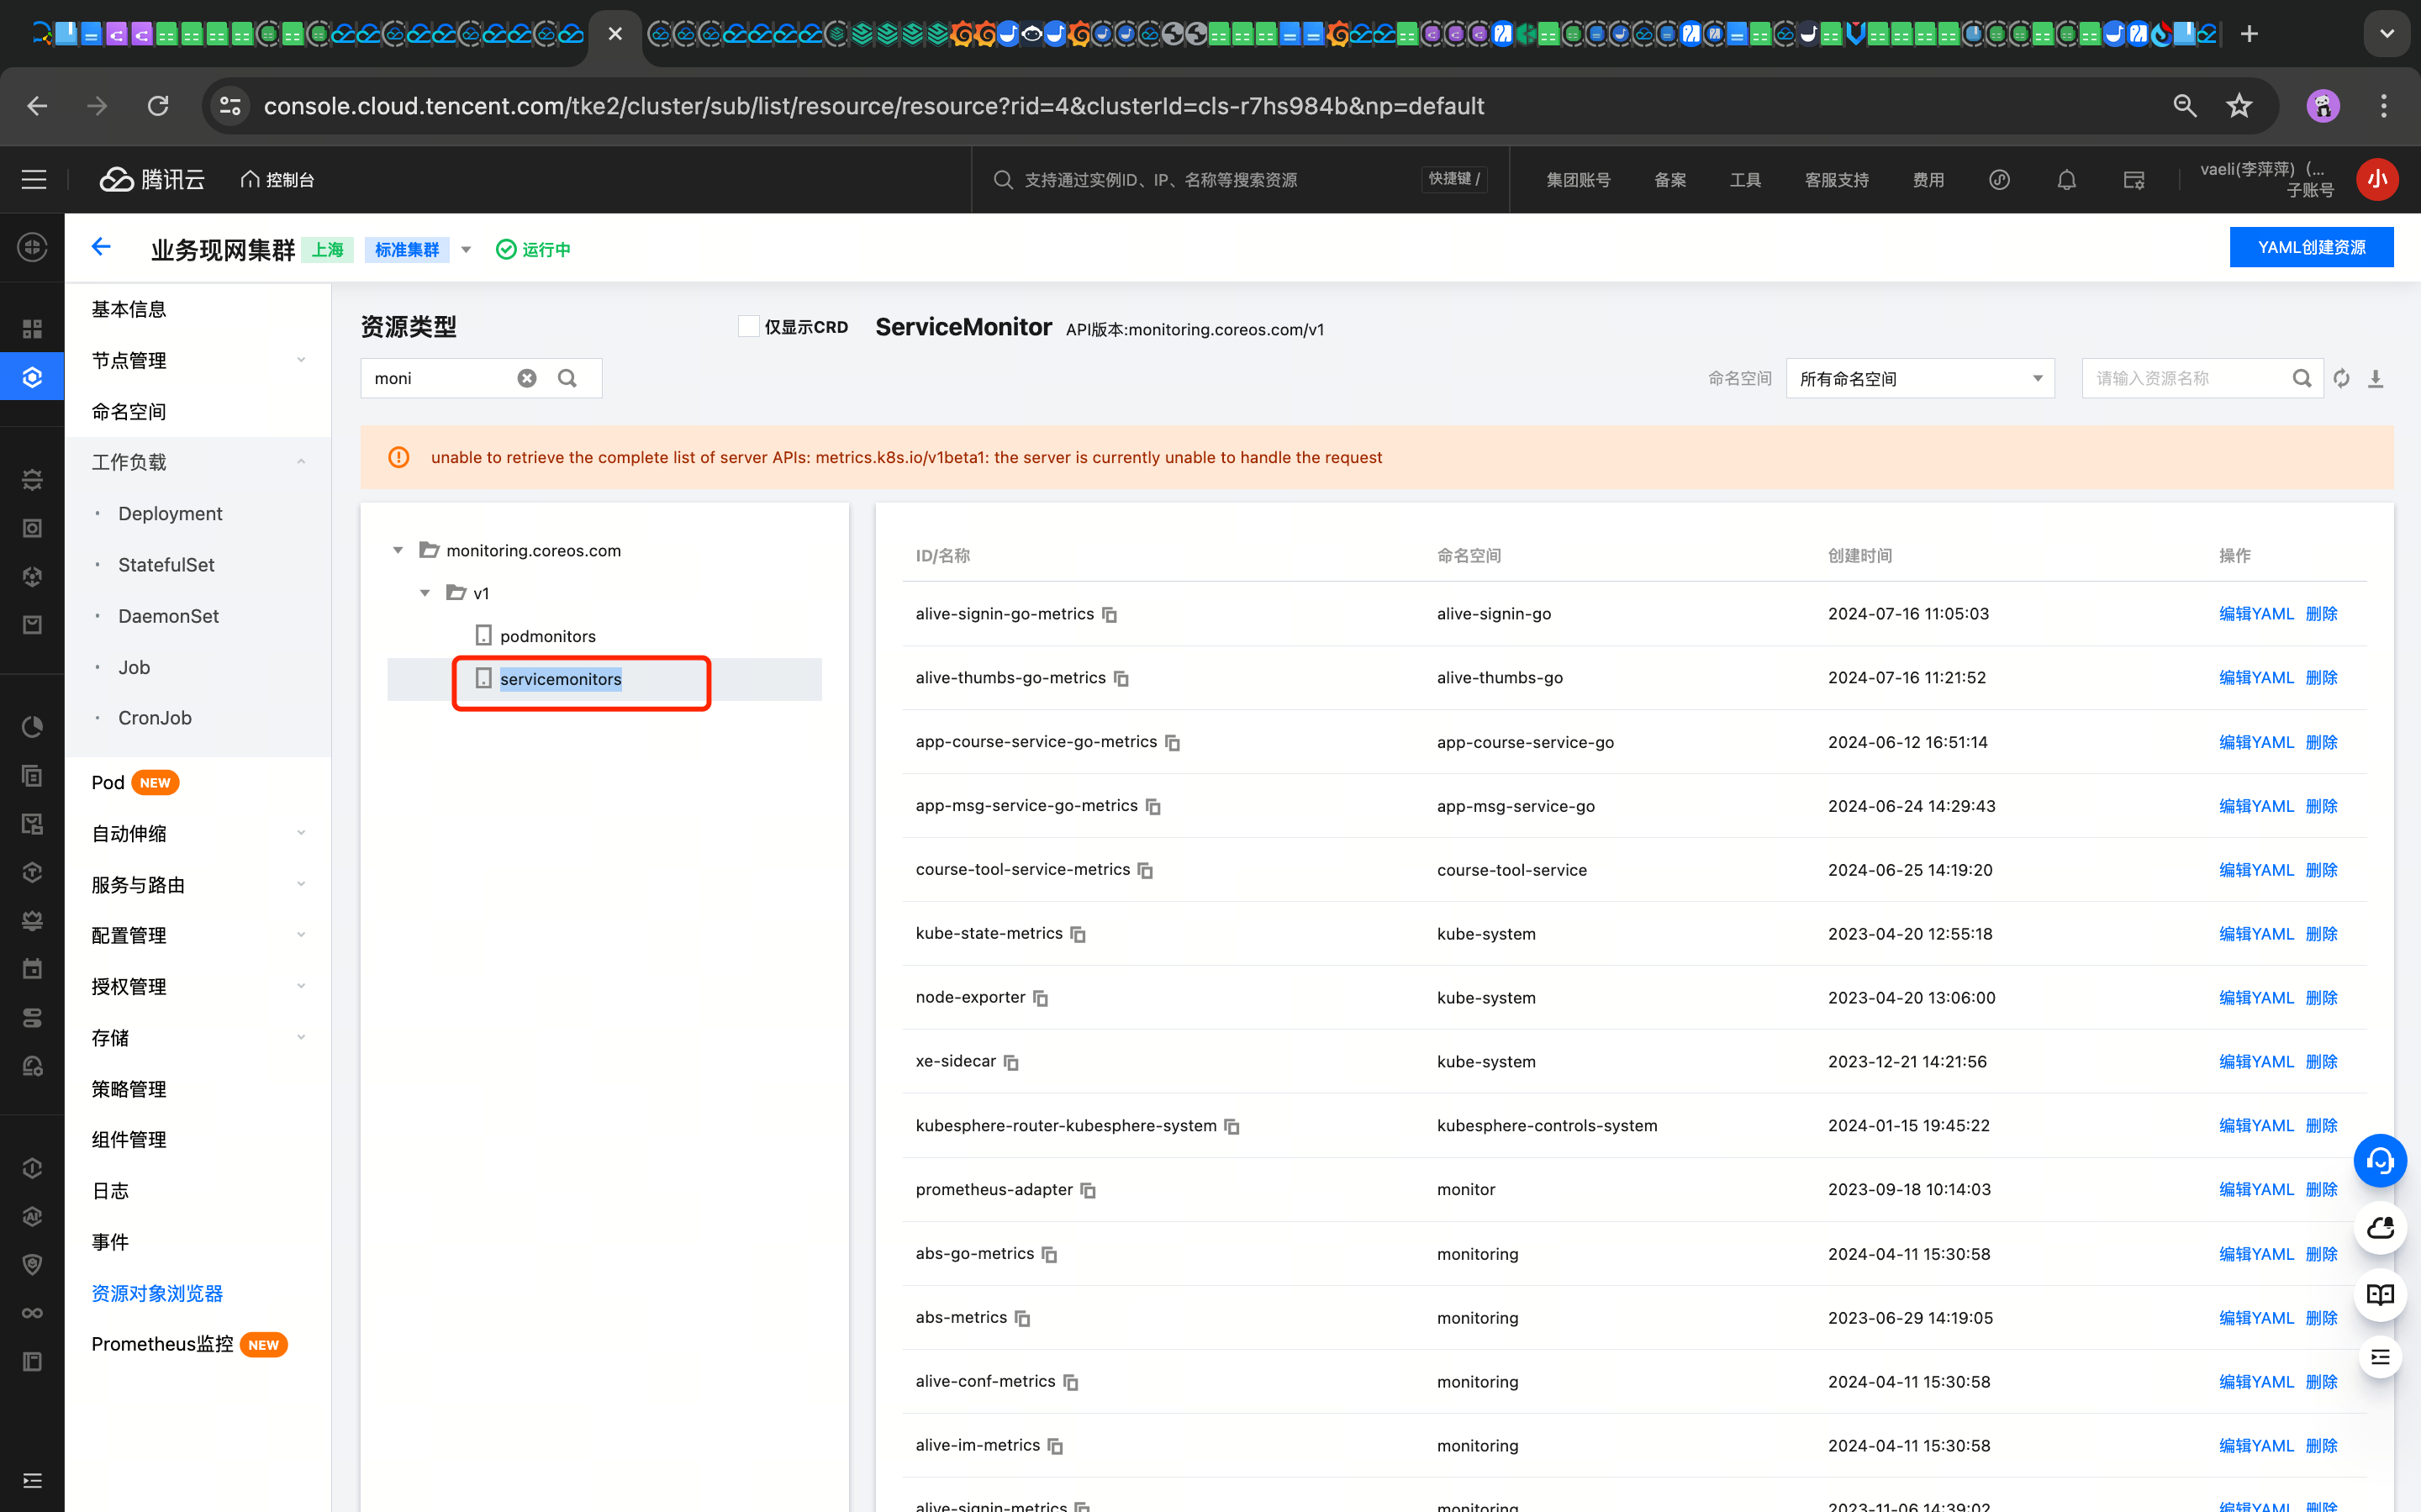 console.cloud.tencent.com/tke2/cluster/sub/list/resource/resource?rid=4&clusterId=cls-r7hs984b&np=default
腾讯云
控制台
支持通过实例ID、IP、名称等搜索资源
快捷键 /
集团账号
备案
工具
客服支持
费用
vaeli(李萍萍)（...
子账号
小
业务现网集群
上海
标准集群
运行中
YAML创建资源
基本信息
节点管理
命名空间
工作负载
Deployment
StatefulSet
DaemonSet
Job
CronJob
Pod NEW
自动伸缩
服务与路由
配置管理
授权管理
存储
策略管理
组件管理
日志
事件
资源对象浏览器
Prometheus监控 NEW
资源类型
仅显示CRD
ServiceMonitor API版本:monitoring.coreos.com/v1
moni
命名空间
所有命名空间
请输入资源名称
unable to retrieve the complete list of server APIs: metrics.k8s.io/v1beta1: the server is currently unable to handle the request
monitoring.coreos.com
v1
podmonitors
servicemonitors
ID/名称 命名空间 创建时间 操作
alive-signin-go-metrics alive-signin-go 2024-07-16 11:05:03 编辑YAML 删除
alive-thumbs-go-metrics alive-thumbs-go 2024-07-16 11:21:52 编辑YAML 删除
app-course-service-go-metrics app-course-service-go 2024-06-12 16:51:14 编辑YAML 删除
app-msg-service-go-metrics app-msg-service-go 2024-06-24 14:29:43 编辑YAML 删除
course-tool-service-metrics course-tool-service 2024-06-25 14:19:20 编辑YAML 删除
kube-state-metrics kube-system 2023-04-20 12:55:18 编辑YAML 删除
node-exporter kube-system 2023-04-20 13:06:00 编辑YAML 删除
xe-sidecar kube-system 2023-12-21 14:21:56 编辑YAML 删除
kubesphere-router-kubesphere-system kubesphere-controls-system 2024-01-15 19:45:22 编辑YAML 删除
prometheus-adapter monitor 2023-09-18 10:14:03 编辑YAML 删除
abs-go-metrics monitoring 2024-04-11 15:30:58 编辑YAML 删除
abs-metrics monitoring 2023-06-29 14:19:05 编辑YAML 删除
alive-conf-metrics monitoring 2024-04-11 15:30:58 编辑YAML 删除
alive-im-metrics monitoring 2024-04-11 15:30:58 编辑YAML 删除
alive-signin-metrics monitoring 2023-11-06 14:39:02 编辑YAML 删除